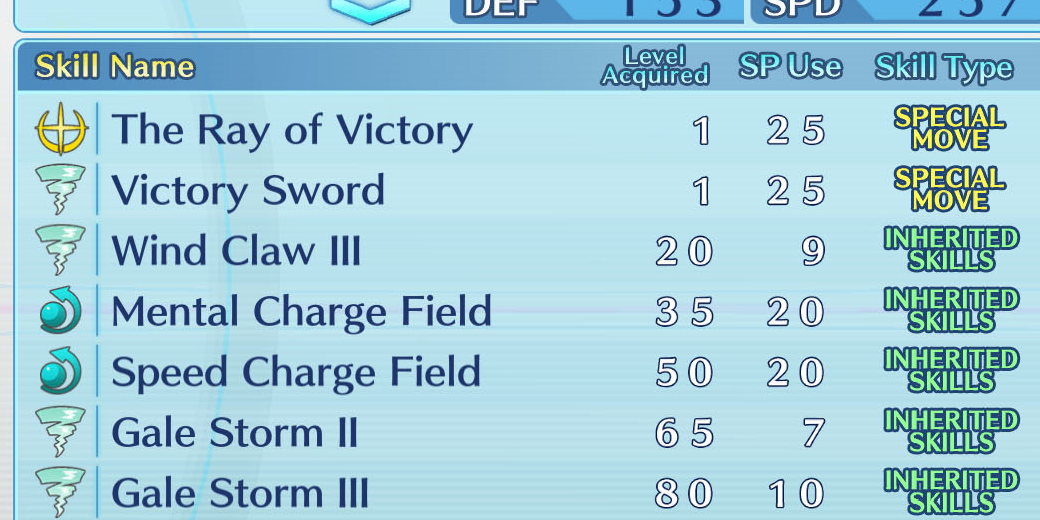 DEF 153 SPD 237
Skill Name Level Acquired SP Use Skill Type
The Ray of Victory 1 25 SPECIAL MOVE
Victory Sword 1 25 SPECIAL MOVE
Wind Claw III 20 9 INHERITED SKILLS
Mental Charge Field 35 20 INHERITED SKILLS
Speed Charge Field 50 20 INHERITED SKILLS
Gale Storm II 65 7 INHERITED SKILLS
Gale Storm III 80 10 INHERITED SKILLS